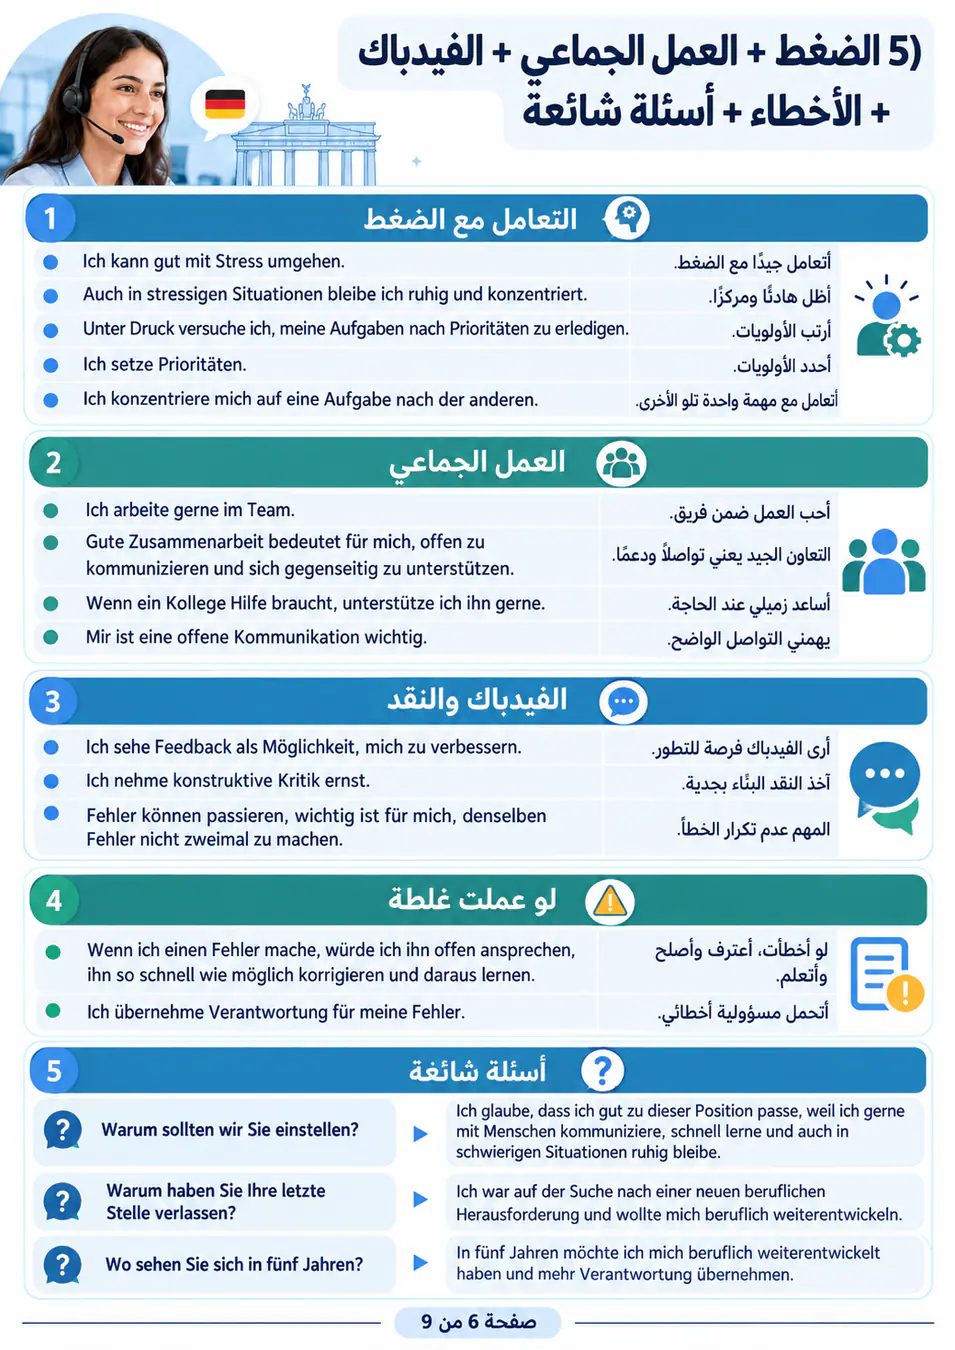 5) الضغط + العمل الجماعي + الفيدباك
+ الأخطاء + أسئلة شائعة
1
التعامل مع الضغط
Ich kann gut mit Stress umgehen.
أتعامل جيدًا مع الضغط.
Auch in stressigen Situationen bleibe ich ruhig und konzentriert.
أظل هادئًا ومركزًا.
Unter Druck versuche ich, meine Aufgaben nach Prioritäten zu erledigen.
أرتب الأولويات.
Ich setze Prioritäten.
أحدد الأولويات.
Ich konzentriere mich auf eine Aufgabe nach der anderen.
أتعامل مع مهمة واحدة تلو الأخرى.
2
العمل الجماعي
Ich arbeite gerne im Team.
أحب العمل ضمن فريق.
Gute Zusammenarbeit bedeutet für mich, offen zu
kommunizieren und sich gegenseitig zu unterstützen.
التعاون الجيد يعني تواصلاً ودعمًا.
Wenn ein Kollege Hilfe braucht, unterstütze ich ihn gerne.
أساعد زميلي عند الحاجة.
Mir ist eine offene Kommunikation wichtig.
يهمني التواصل الواضح.
3
الفيدباك والنقد
Ich sehe Feedback als Möglichkeit, mich zu verbessern.
أرى الفيدباك فرصة للتطور.
Ich nehme konstruktive Kritik ernst.
آخذ النقد البنّاء بجدية.
Fehler können passieren, wichtig ist für mich, denselben
Fehler nicht zweimal zu machen.
المهم عدم تكرار الخطأ.
4
لو عملت غلطة
Wenn ich einen Fehler mache, würde ich ihn offen ansprechen,
ihn so schnell wie möglich korrigieren und daraus lernen.
لو أخطأت، أعترف وأصلح
وأتعلم.
Ich übernehme Verantwortung für meine Fehler.
أتحمل مسؤولية أخطائي.
5
أسئلة شائعة
Warum sollten wir Sie einstellen?
Ich glaube, dass ich gut zu dieser Position passe, weil ich gerne
mit Menschen kommuniziere, schnell lerne und auch in
schwierigen Situationen ruhig bleibe.
Warum haben Sie Ihre letzte
Stelle verlassen?
Ich war auf der Suche nach einer neuen beruflichen
Herausforderung und wollte mich beruflich weiterentwickeln.
Wo sehen Sie sich in fünf Jahren?
In fünf Jahren möchte ich mich beruflich weiterentwickelt
haben und mehr Verantwortung übernehmen.
صفحة 6 من 9